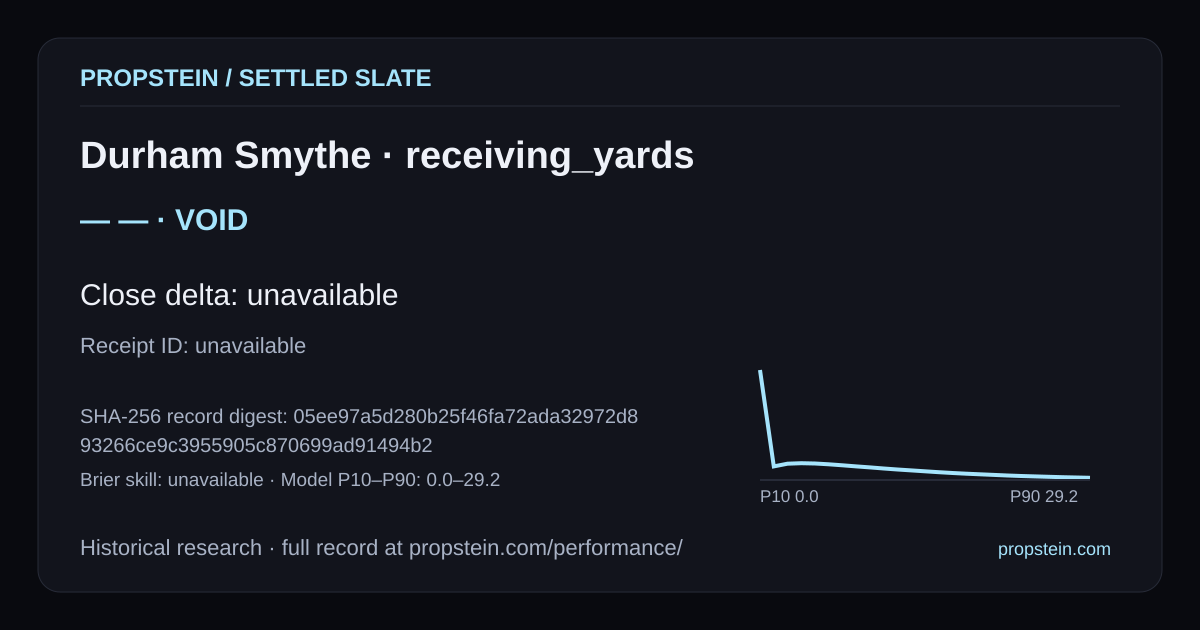 PROPSTEIN / SETTLED SLATE
Durham Smythe · receiving_yards
— — · VOID
Close delta: unavailable
Receipt ID: unavailable
SHA-256 record digest: 05ee97a5d280b25f46fa72ada32972d8
93266ce9c3955905c870699ad91494b2
Brier skill: unavailable · Model P10–P90: 0.0–29.2
P10 0.0
P90 29.2
Historical research · full record at propstein.com/performance/
propstein.com